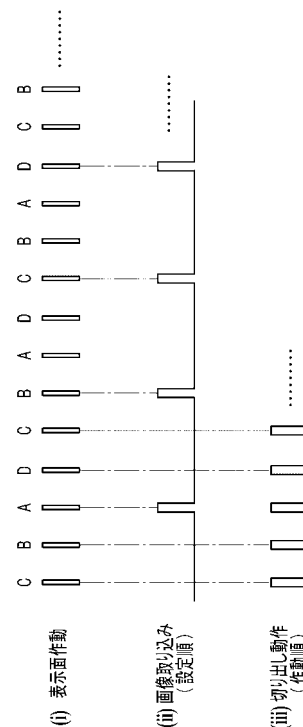 (i) 表示面作動 C B A D C B A D C B A D C B ········
(ii) 画像取り込み ········
(設定順)
(iii) 切り出し動作 ········
(作動順)